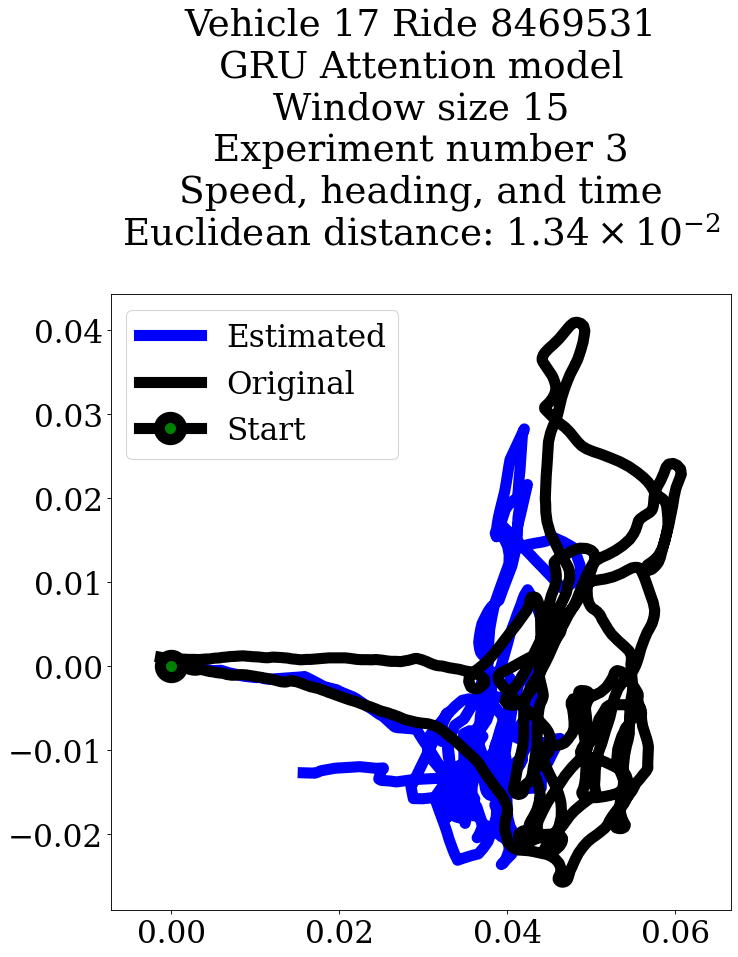 Vehicle 17 Ride 8469531
GRU Attention model
Window size 15
Experiment number 3
Speed, heading, and time
Euclidean distance: 1.34 × 10⁻²
Estimated
Original
Start
0.04
0.03
0.02
0.01
0.00
−0.01
−0.02
0.00 0.02 0.04 0.06